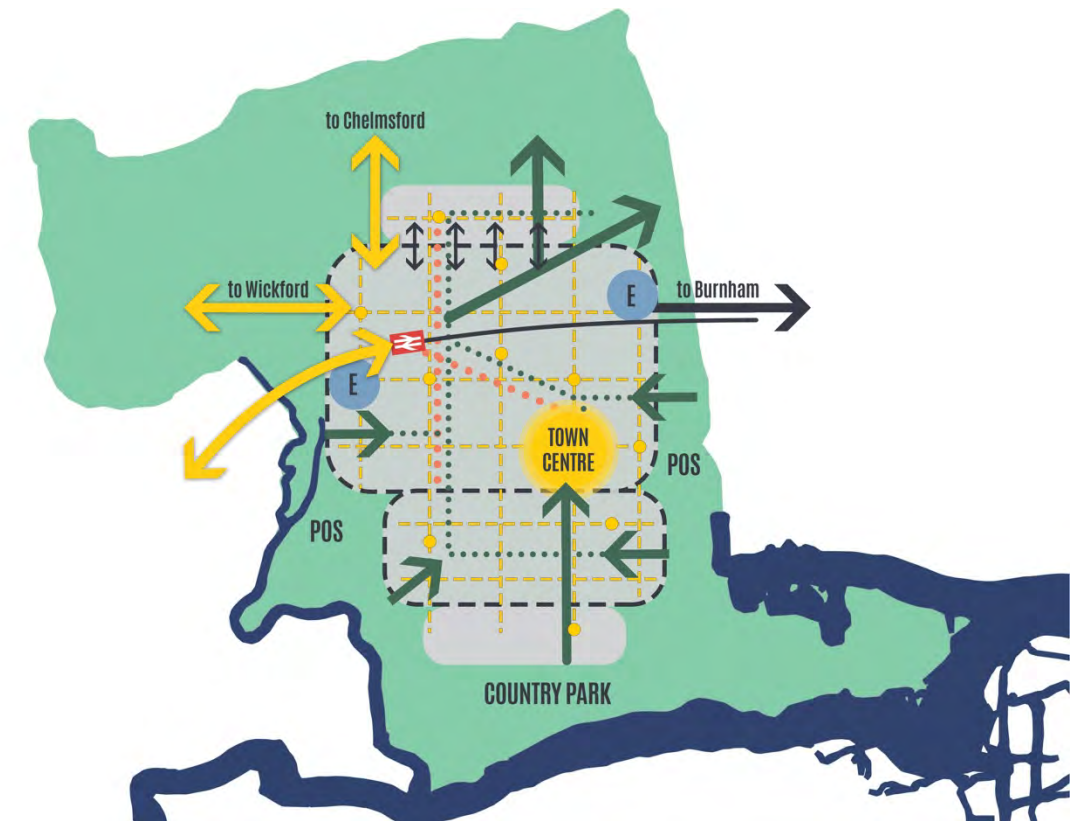 to Chelmsford
to Wickford
E
to Burnham
E
TOWN
CENTRE
POS
POS
COUNTRY PARK